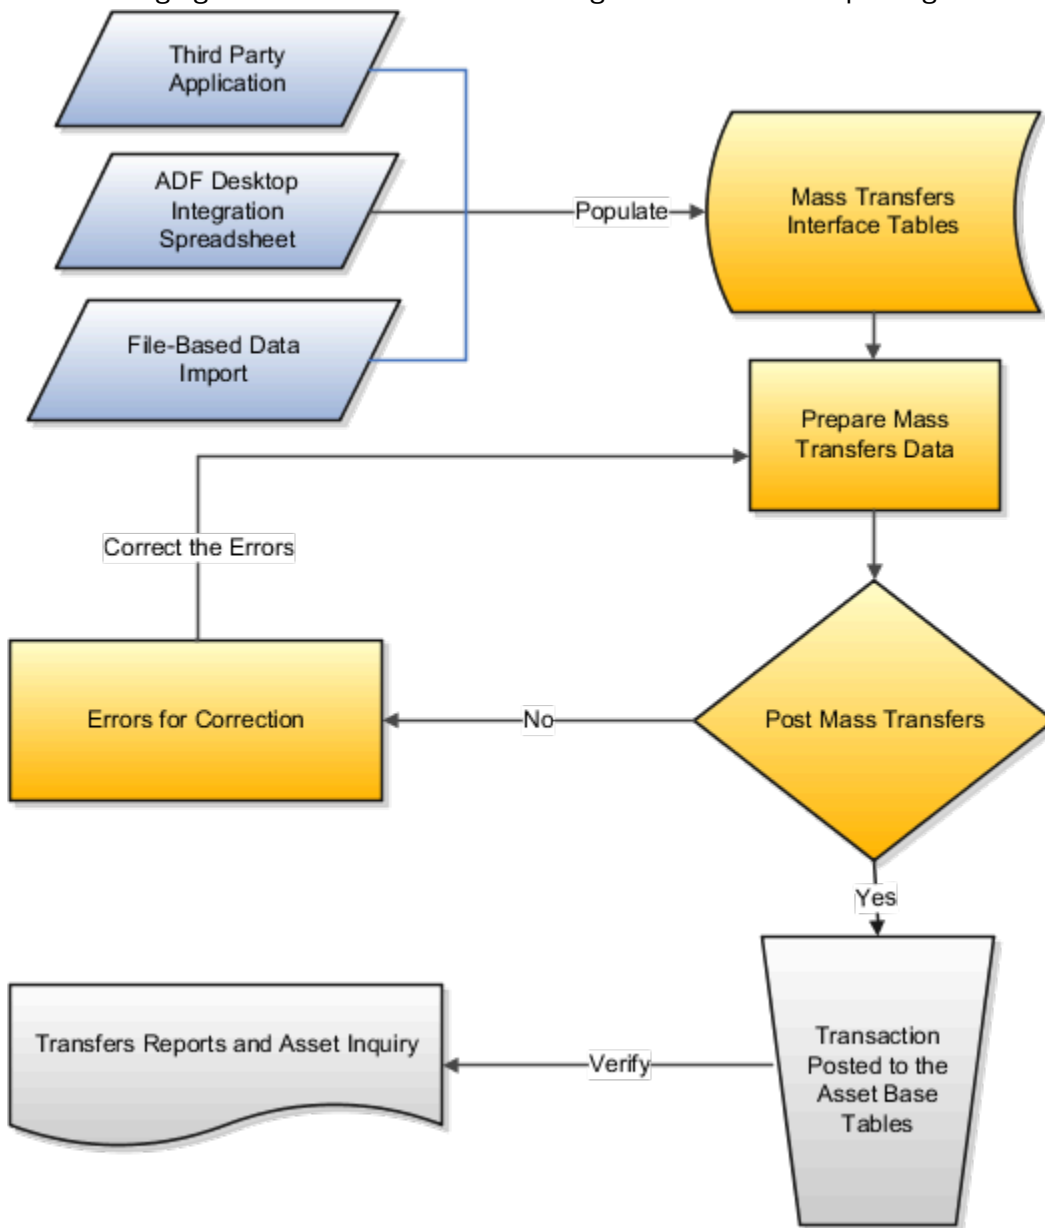 Third Party
Application
ADF Desktop
Integration
Spreadsheet
Populate
Mass Transfers
Interface Tables
File-Based Data
Import
Prepare Mass
Transfers Data
Correct the Errors
Errors for Correction
No
Post Mass Transfers
Yes
Transfers Reports and Asset Inquiry
Verify
Transaction
Posted to the
Asset Base
Tables